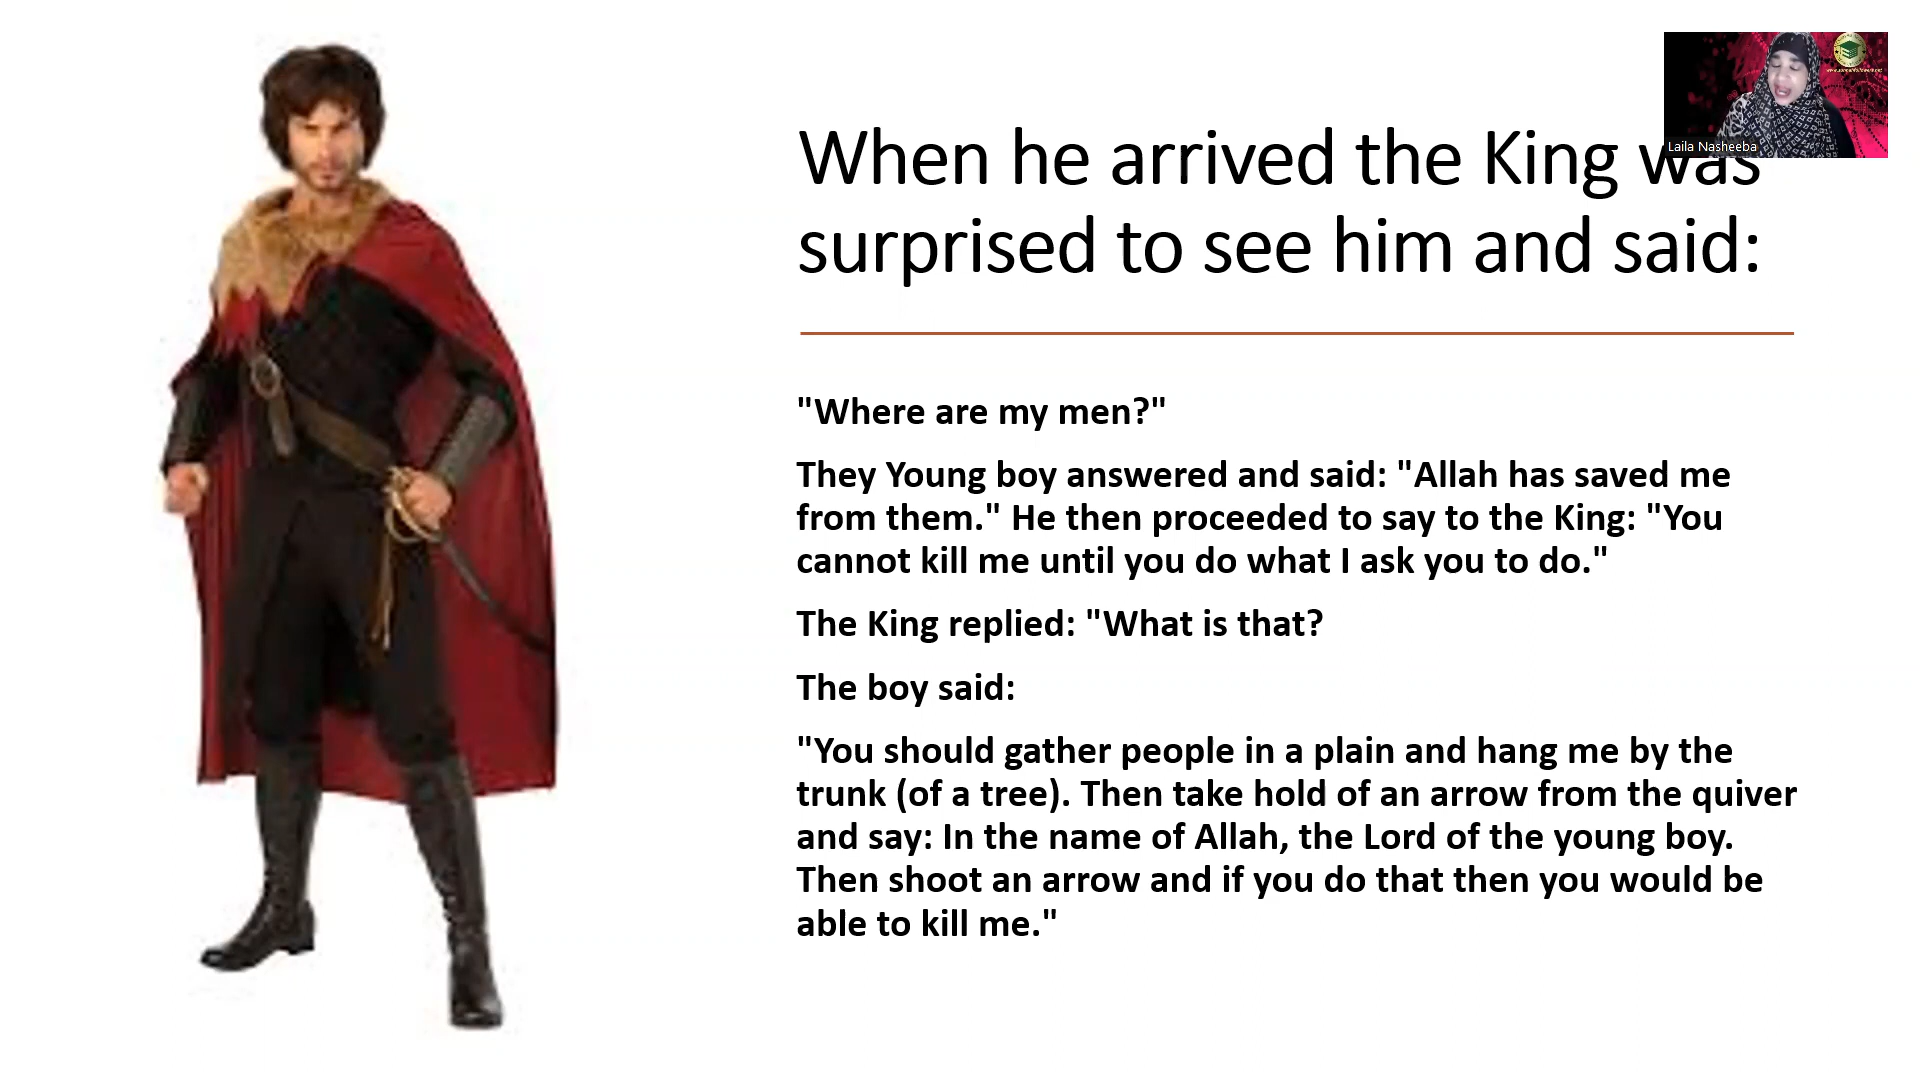 When he arrived the King was
surprised to see him and said:
Laila Nasheeba
"Where are my men?"
They Young boy answered and said: "Allah has saved me
from them." He then proceeded to say to the King: "You
cannot kill me until you do what I ask you to do."
The King replied: "What is that?
The boy said:
"You should gather people in a plain and hang me by the
trunk (of a tree). Then take hold of an arrow from the quiver
and say: In the name of Allah, the Lord of the young boy.
Then shoot an arrow and if you do that then you would be
able to kill me."